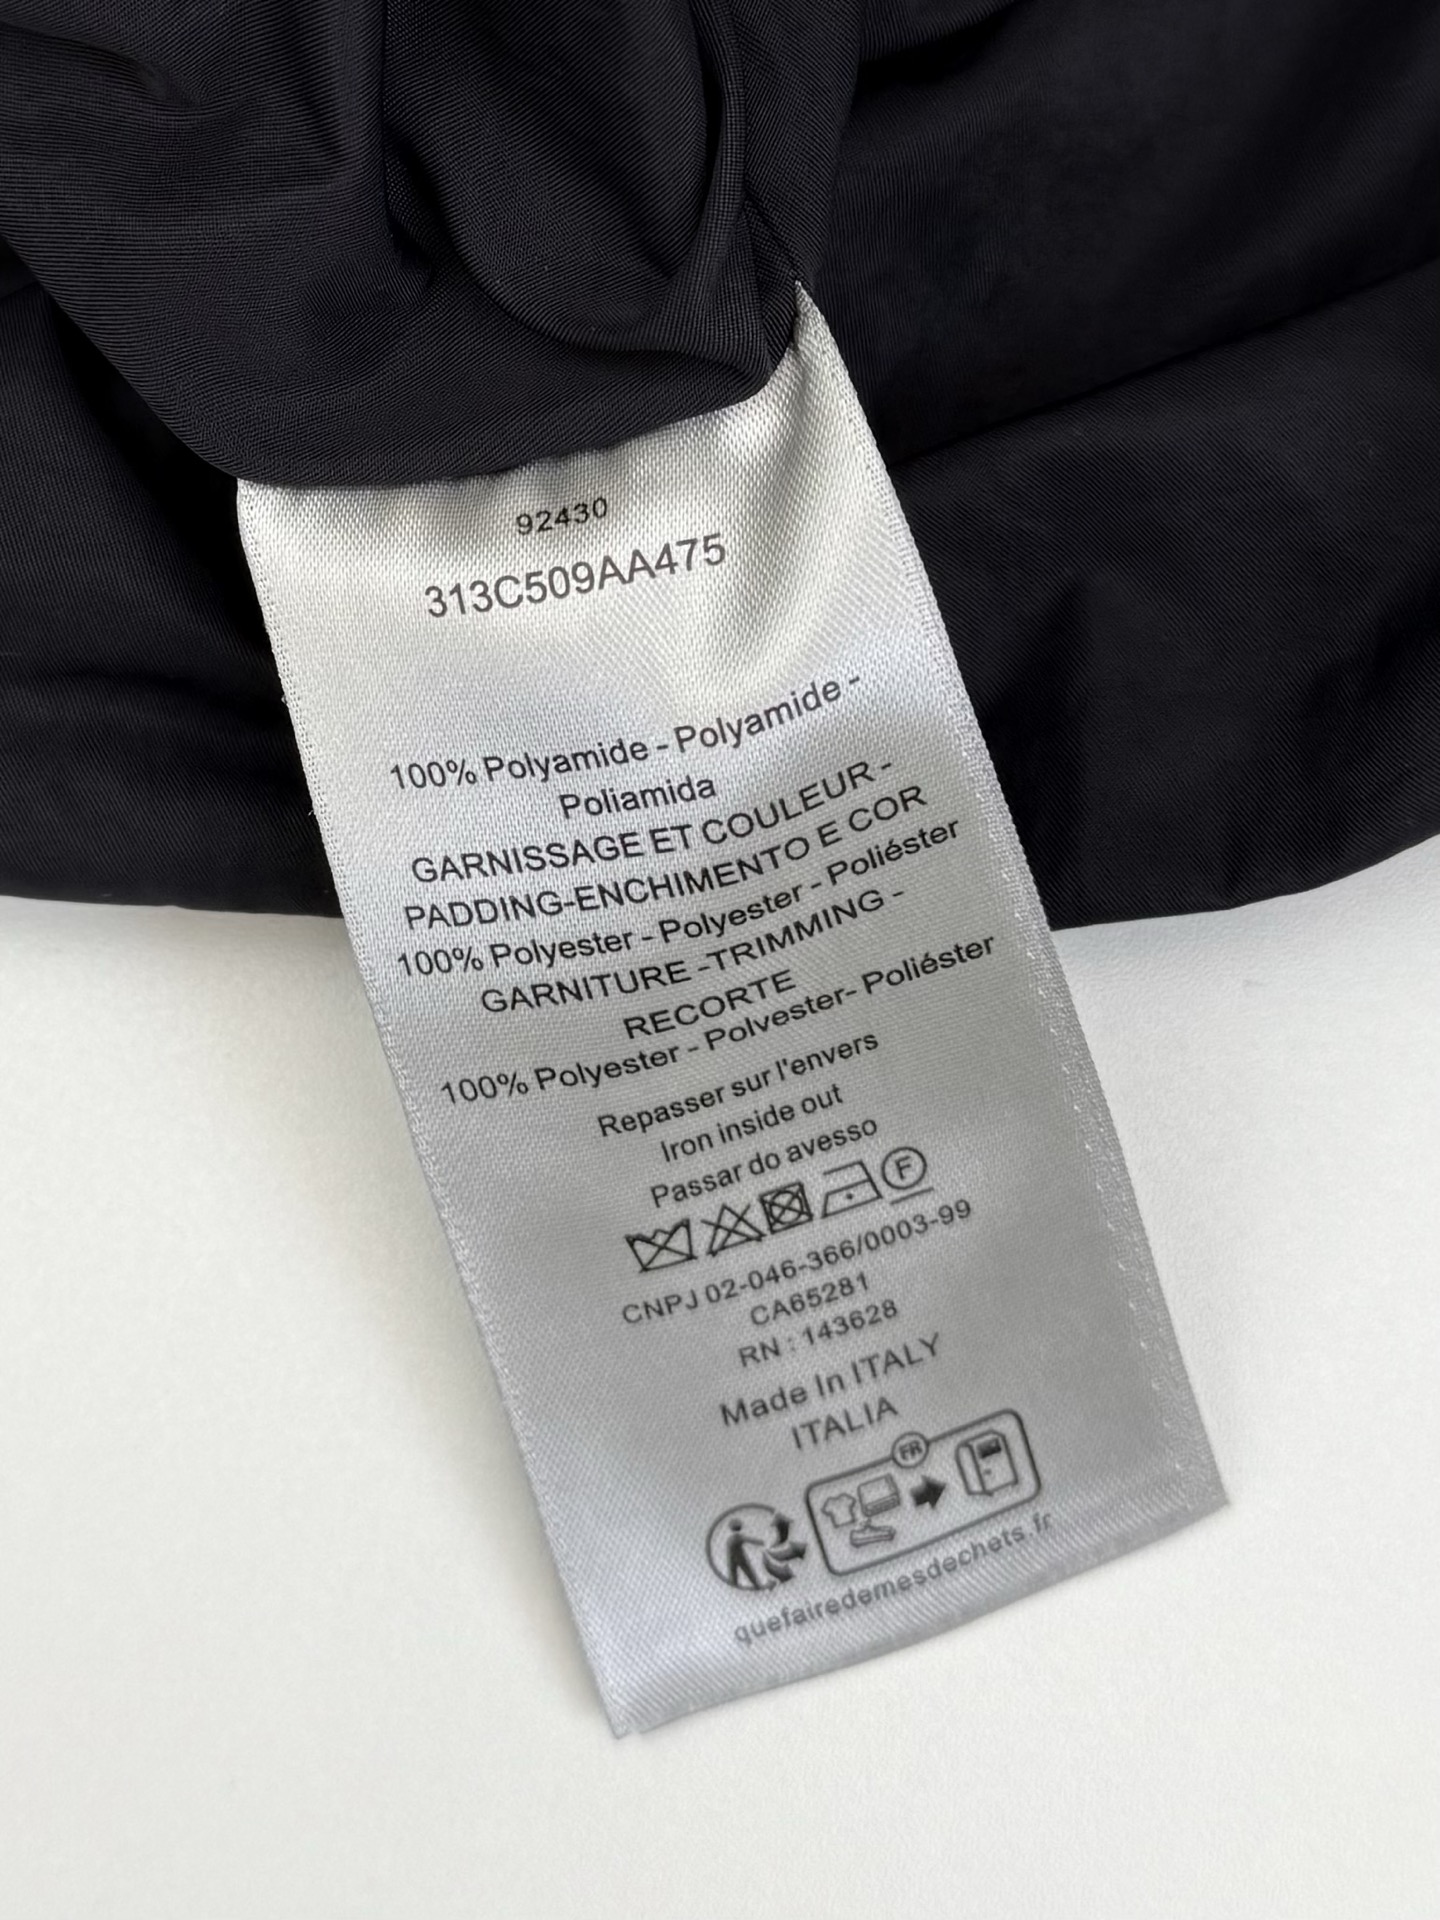 92430
313C509AA475
100% Polyamide - Polyamide -
Poliamida
GARNISSAGE ET COULEUR -
PADDING-ENCHIMENTO E COR
100% Polyester - Polyester - Poliéster
GARNITURE -TRIMMING -
RECORTE
100% Polyester - Polvester- Poliéster
Repasser sur l'envers
Iron inside out
Passar do avesso
F
CNPJ 02-046-366/0003-99
CA65281
RN : 143628
Made In ITALY
ITALIA
FR
quefairedemesdechets.fr